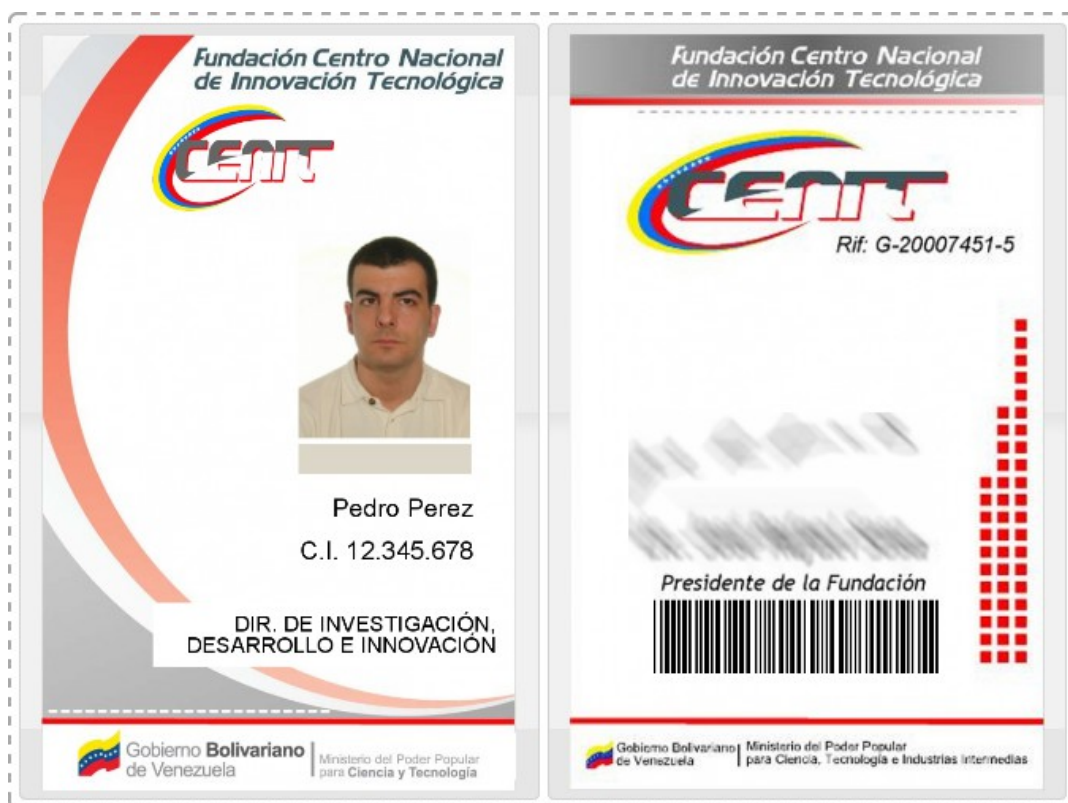 Fundación Centro Nacional
de Innovación Tecnológica
CENIT
Pedro Perez
C.I. 12.345.678
DIR. DE INVESTIGACIÓN,
DESARROLLO E INNOVACIÓN
Gobierno Bolivariano
de Venezuela
Ministerio del Poder Popular
para Ciencia y Tecnología
Fundación Centro Nacional
de Innovación Tecnológica
CENIT
Rif: G-20007451-5
Presidente de la Fundación
Gobierno Bolivariano
de Venezuela
Ministerio del Poder Popular
para Ciencia, Tecnología e Industrias Intermedias